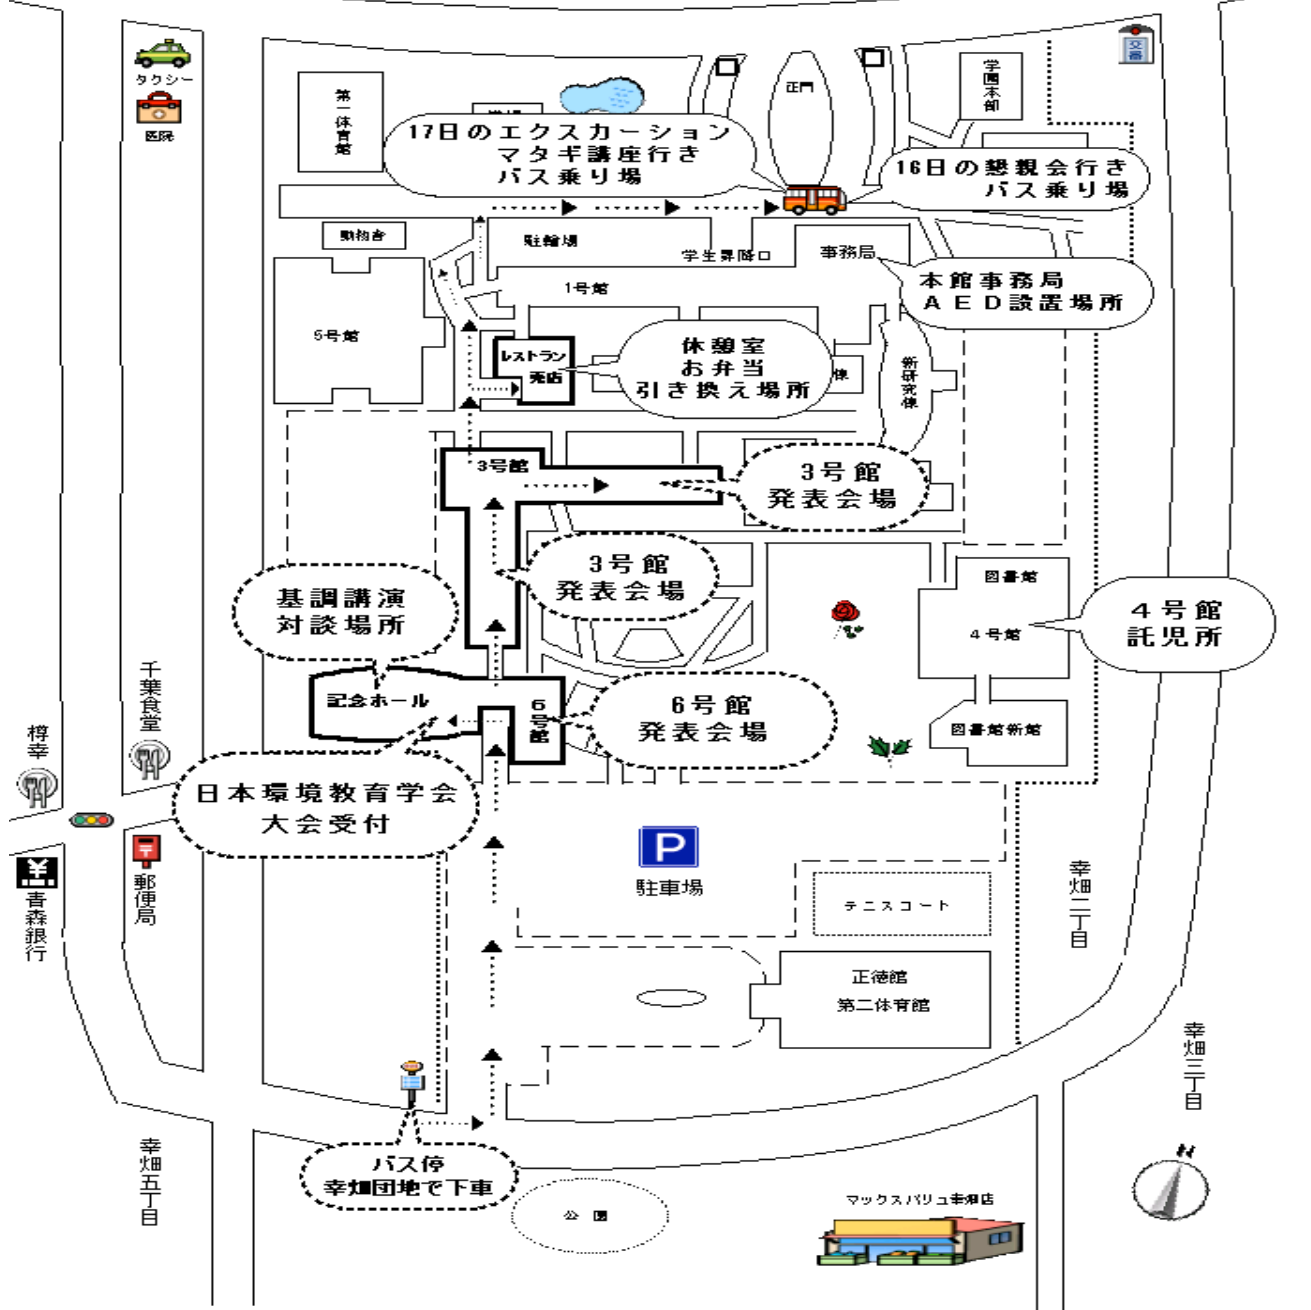 タクシー
医院
交番
第一体育館
正門
学園本部
17日のエクスカーション
マタギ講座行き
バス乗り場
16日の懇親会行き
バス乗り場
動物舎
駐輪場
学生昇降口
事務局
本館事務局
AED設置場所
1号館
5号館
レストラン
売店
休憩室
お弁当
引き換え場所
棟
新研究棟
3号館
3号館
発表会場
3号館
発表会場
基調講演
対談場所
図書館
4号館
4号館
託児所
記念ホール
6号館
6号館
発表会場
図書館新館
千葉食堂
樽幸
日本環境教育学会
大会受付
P
駐車場
〒
郵便局
¥
青森銀行
テニスコート
幸畑二丁目
正徳館
第二体育館
幸畑三丁目
バス停
幸畑団地で下車
幸畑五丁目
公園
マックスバリュ幸畑店
N